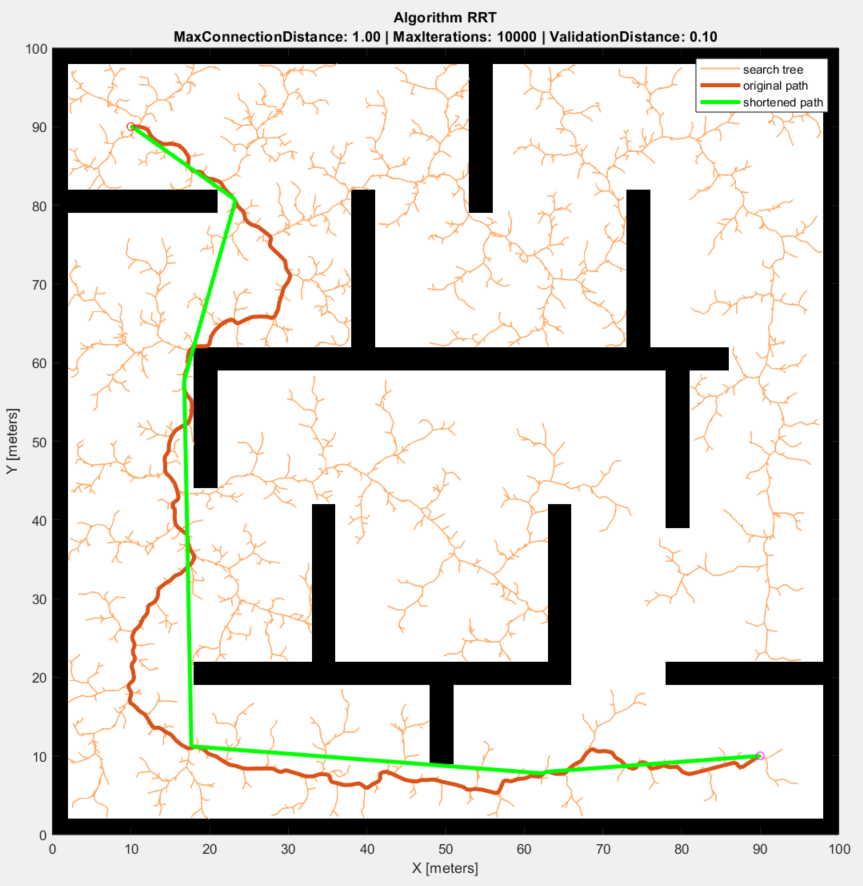 Algorithm RRT
MaxConnectionDistance: 1.00 | MaxIterations: 10000 | ValidationDistance: 0.10
search tree
original path
shortened path
100
90
80
70
60
50
40
30
20
10
0
Y [meters]
0 10 20 30 40 50 60 70 80 90 100
X [meters]